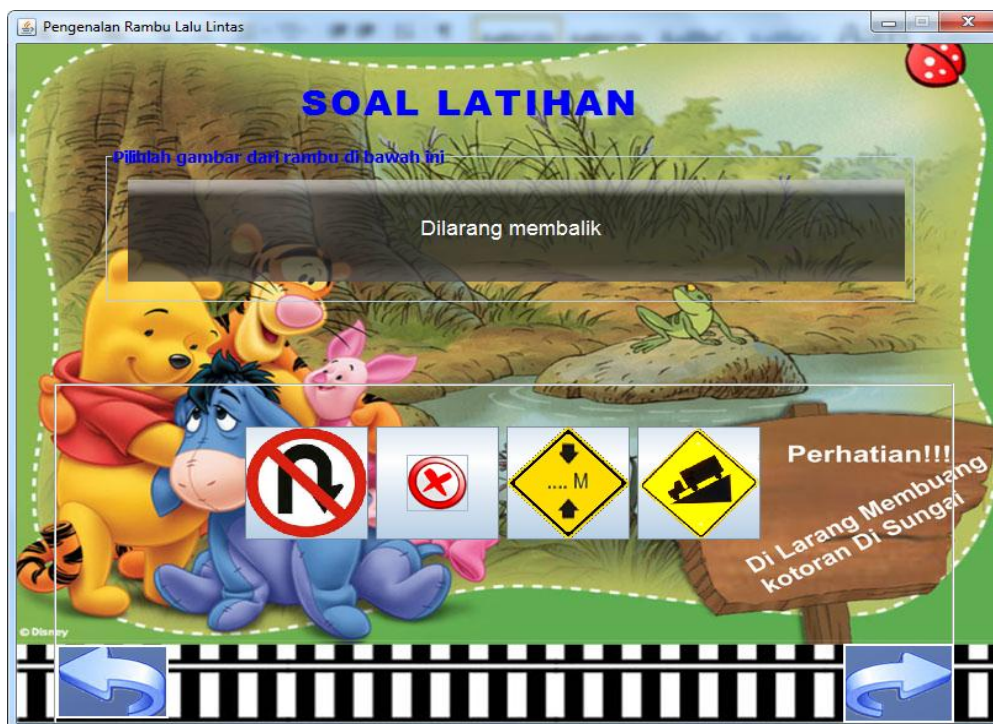 Pengenalan Rambu Lalu Lintas
SOAL LATIHAN
gambar dari rambu di bawah ini
Dilarang membalik
.... M
Perhatian!!!
Di Larang Membuang
kotoran Di Sungai
© Disney